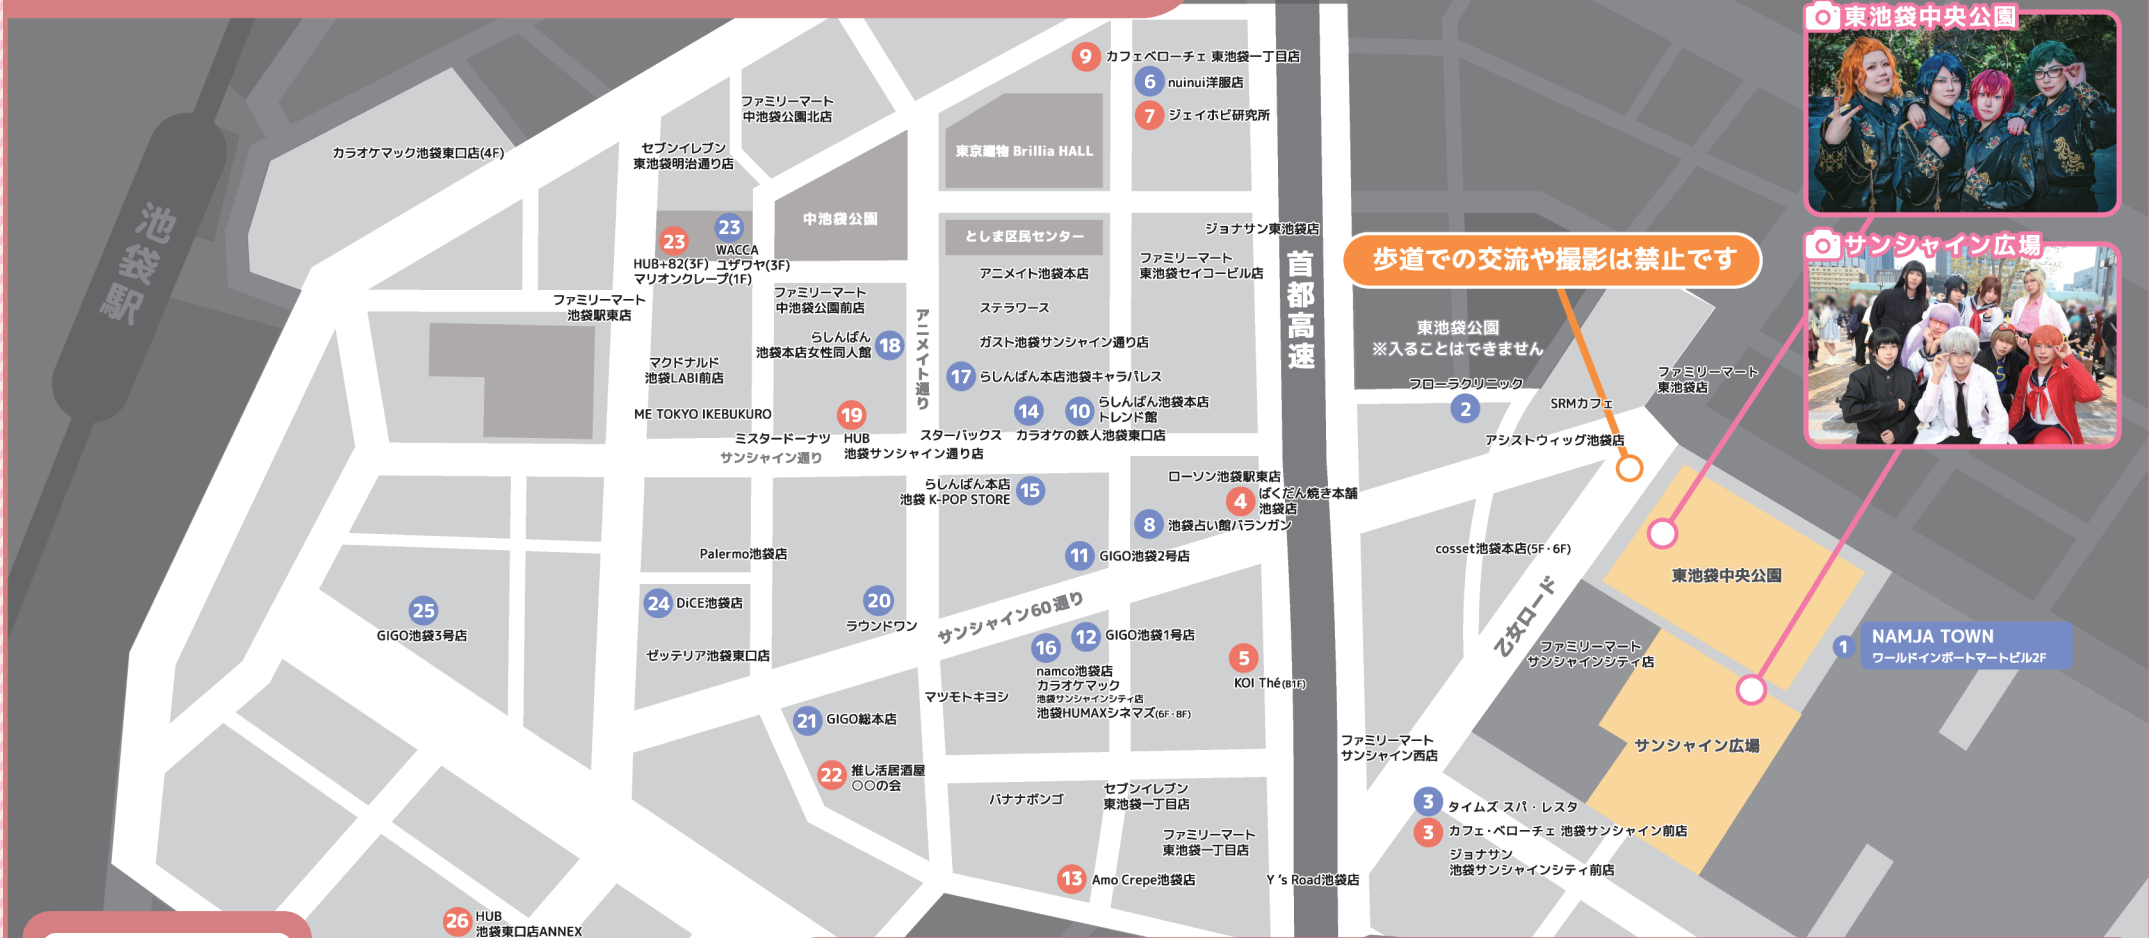 東池袋中央公園
サンシャイン広場
池袋駅
カラオケマック池袋東口店(4F)
ファミリーマート
中池袋公園北店
セブンイレブン
東池袋明治通り店
9 カフェベローチェ 東池袋一丁目店
6 nuinui洋服店
7 ジェイホビ研究所
東京建物 Brillia HALL
中池袋公園
としま区民センター
23
23
WACCA
HUB+82(3F)
ユザワヤ(3F)
マリオンクレープ(1F)
ファミリーマート
池袋駅東店
ファミリーマート
中池袋公園前店
らしんばん
池袋本店女性同人館
18
アニメイト通り
アニメイト池袋本店
ステラワース
ガスト池袋サンシャイン通り店
17 らしんばん本店池袋キャラパレス
14
10 らしんばん池袋本店
トレンド館
スターバックス
カラオケの鉄人池袋東口店
ジョナサン東池袋店
ファミリーマート
東池袋セイコービル店
首都高速
歩道での交流や撮影は禁止です
東池袋公園
※入ることはできません
フローラクリニック
2
SRMカフェ
アシストウィッグ池袋店
ファミリーマート
東池袋店
マクドナルド
池袋LABI前店
ME TOKYO IKEBUKURO
19
ミスタードーナツ
HUB
池袋サンシャイン通り店
サンシャイン通り
らしんばん本店
池袋 K-POP STORE
15
ローソン池袋駅東店
4 ばくだん焼き本舗
池袋店
8 池袋占い館バランガン
11 GIGO池袋2号店
Palermo池袋店
24 DiCE池袋店
20
ラウンドワン
ゼッテリア池袋東口店
25
GIGO池袋3号店
サンシャイン60通り
16
12 GIGO池袋1号店
namco池袋店
カラオケマック
池袋サンシャインシティ店
池袋HUMAXシネマズ(6F·8F)
マツモトキヨシ
5
KOI Thé(B1F)
21 GIGO総本店
22 推し活居酒屋
○○の会
バナナボンゴ
セブンイレブン
東池袋一丁目店
ファミリーマート
東池袋一丁目店
13 Amo Crepe池袋店
Y 's Road池袋店
26 HUB
池袋東口店ANNEX
cosset池袋本店(5F·6F)
乙女ロード
東池袋中央公園
ファミリーマート
サンシャインシティ店
1 NAMJA TOWN
ワールドインポートマートビル2F
サンシャイン広場
ファミリーマート
サンシャイン西店
3 タイムズ スパ・レスタ
3 カフェ・ベローチェ 池袋サンシャイン前店
ジョナサン
池袋サンシャインシティ前店